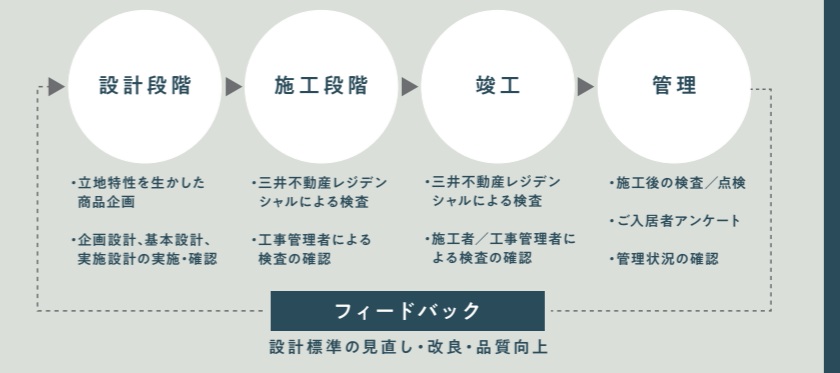 設計段階
施工段階
竣工
管理
・立地特性を生かした
商品企画
・企画設計、基本設計、
実施設計の実施・確認
・三井不動産レジデン
シャルによる検査
・工事管理者による
検査の確認
・三井不動産レジデン
シャルによる検査
・施工者／工事管理者に
よる検査の確認
・施工後の検査／点検
・ご入居者アンケート
・管理状況の確認
フィードバック
設計標準の見直し・改良・品質向上